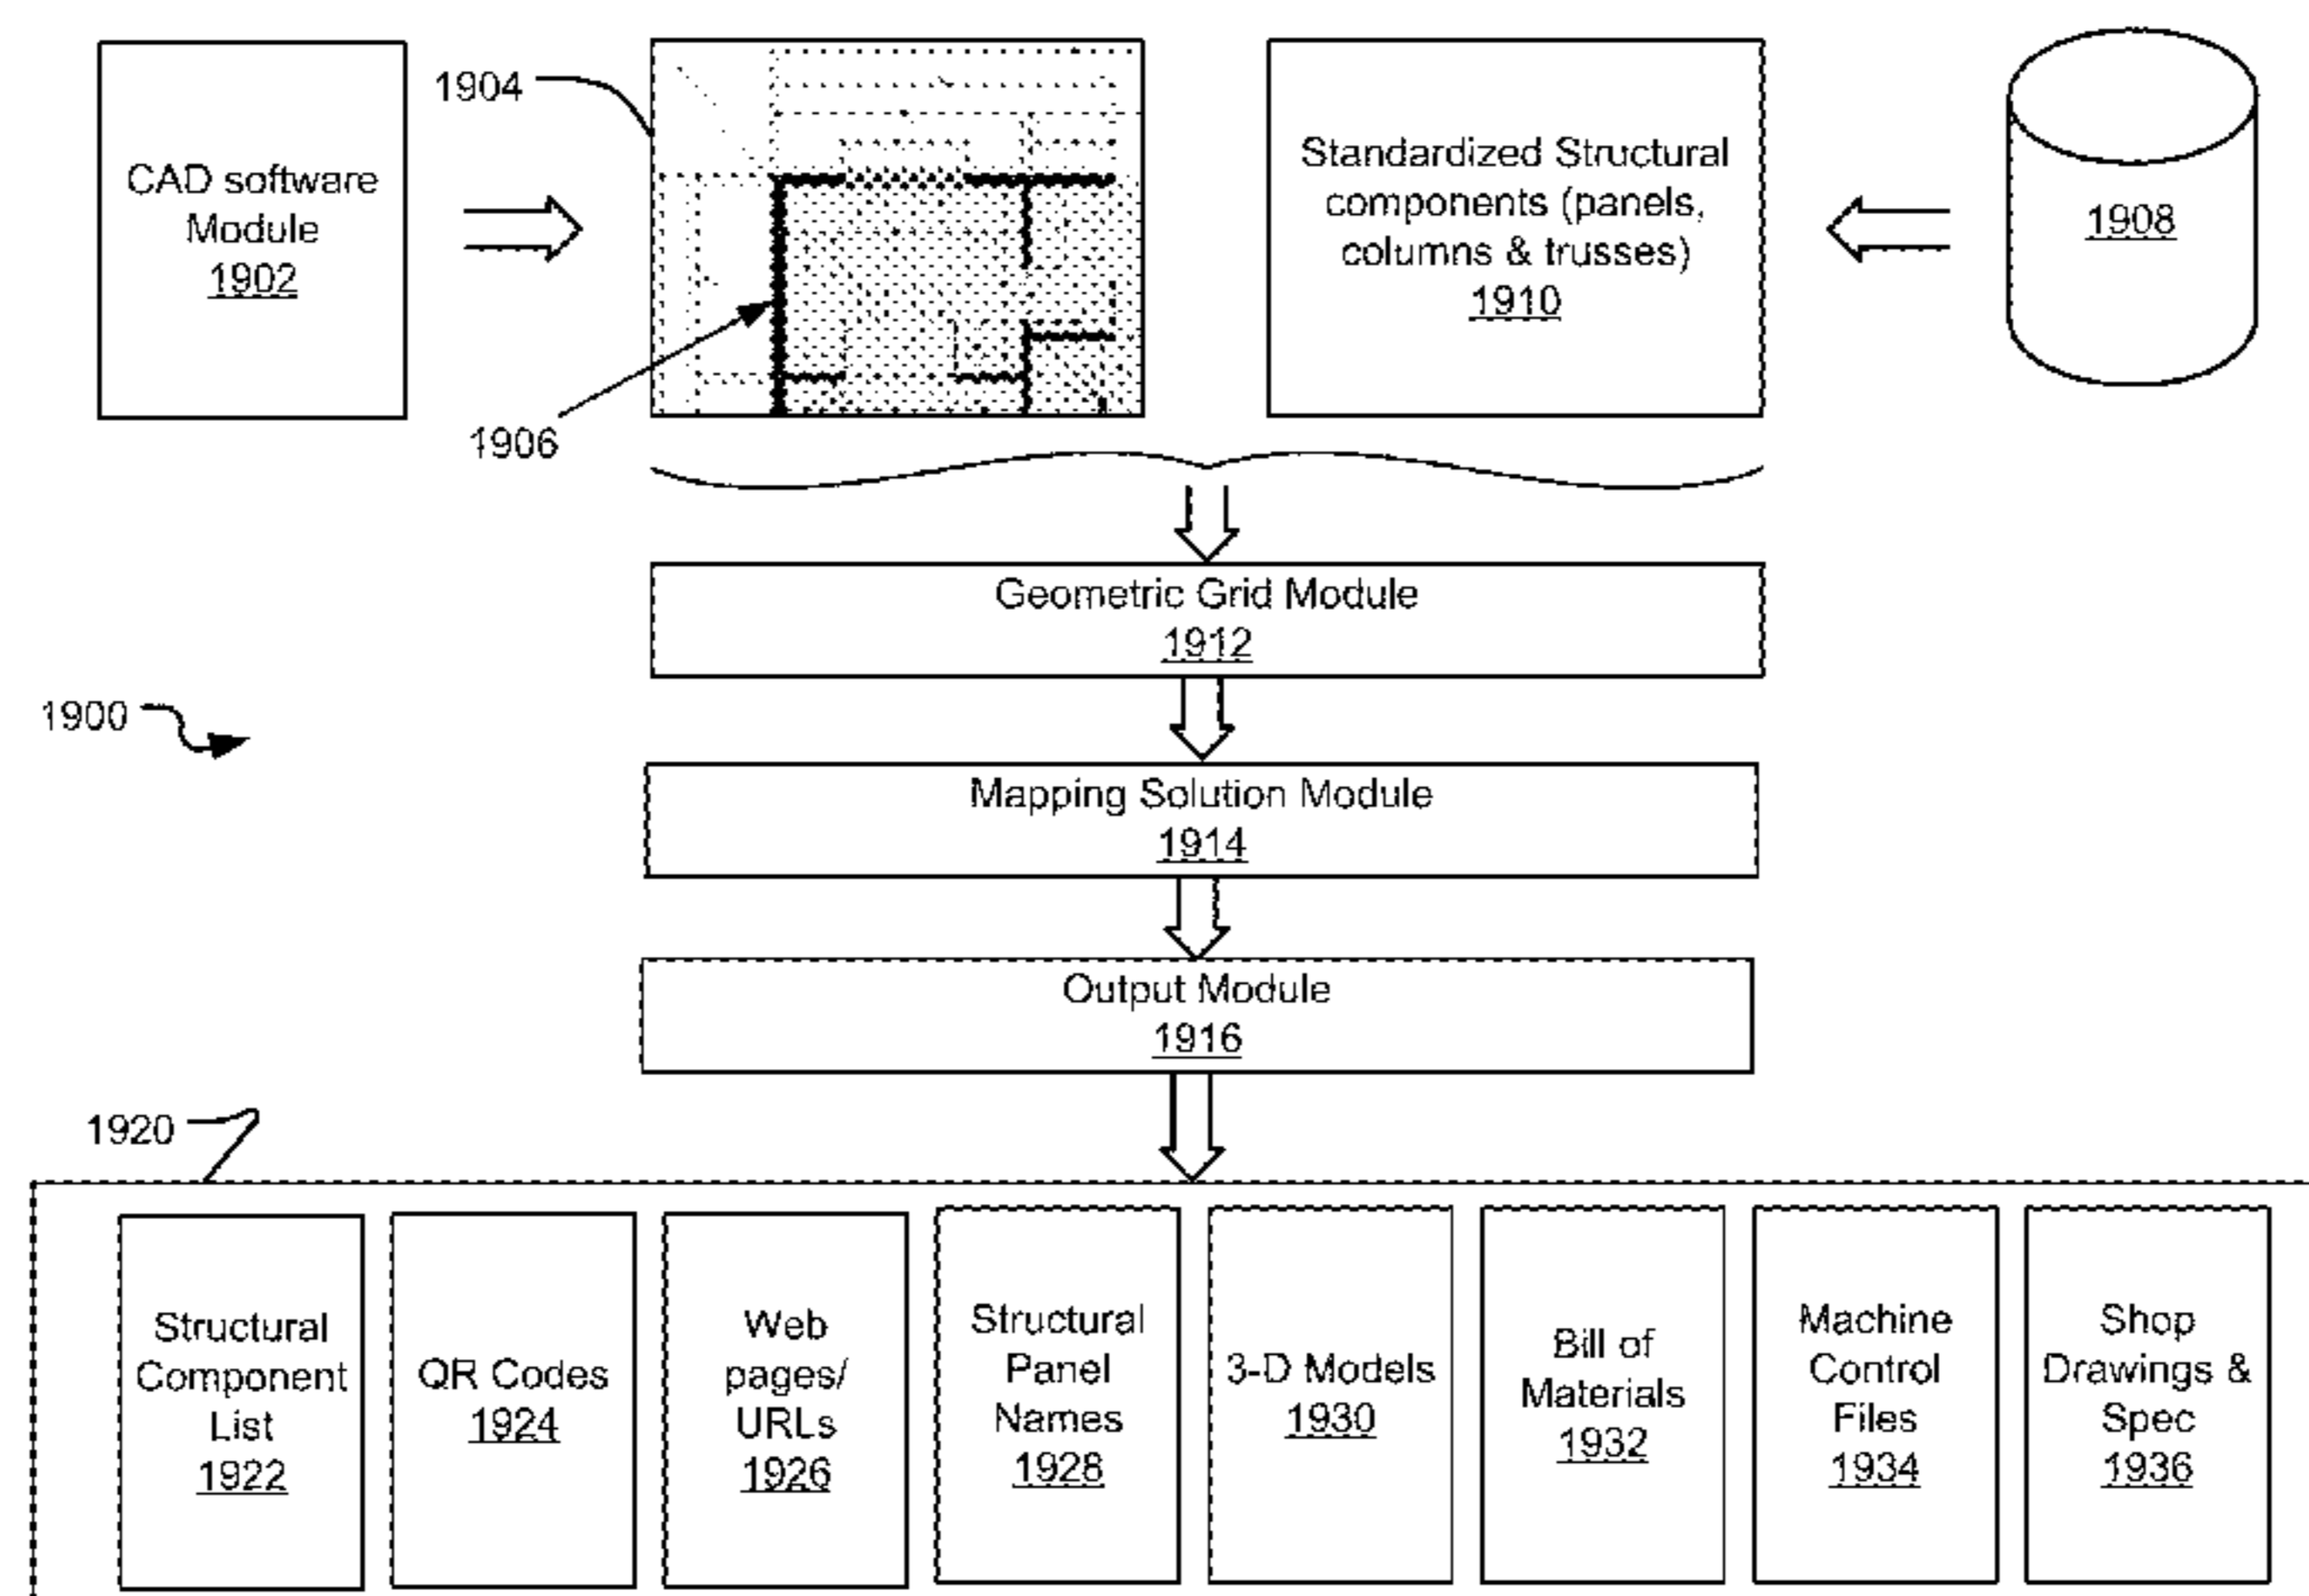 CAD software
Module
1902
1904
1906
Standardized Structural
components (panels,
columns & trusses)
1910
1908
Geometric Grid Module
1912
1900
Mapping Solution Module
1914
Output Module
1916
1920
Structural
Component
List
1922
QR Codes
1924
Web
pages/
URLs
1926
Structural
Panel
Names
1928
3-D Models
1930
Bill of
Materials
1932
Machine
Control
Files
1934
Shop
Drawings &
Spec
1936